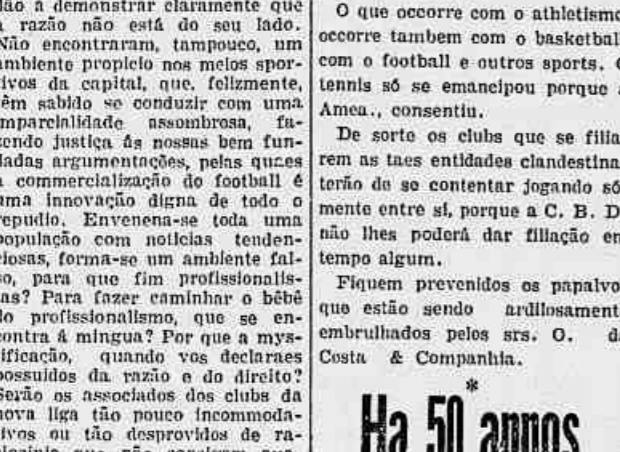 dão a demonstrar claramente que
a razão não está do seu lado.
Não encontraram, tampouco, um
ambiente propicio nos meios spor-
tivos da capital, que, felizmente,
têm sabido se conduzir com uma
imparcialidade assombrosa, fa-
zendo justiça ás nossas bem fun-
dadas argumentações, pelas quaes
a commercialização do football é
uma innovação digna de todo o
repudio. Envenena-se toda uma
população com noticias tenden-
ciosas, forma-se um ambiente fal-
so, para que fim profissionalis-
tas? Para fazer caminhar o bêbê
do profissionalismo, que se en-
contra á mingua? Por que a mys-
tificação, quando vos declaraes
possuidos da razão e do direito?
Serão os associados dos clubs da
nova liga tão pouco incommoda-
tivos ou tão desprovidos de ra-
O que occorre com o athletismo
occorre tambem com o basketball
com o football e outros sports. O
tennis só se emancipou porque a
Amea., consentiu.
De sorte os clubs que se filia
rem as taes entidades clandestina
terão de se contentar jogando só
mente entre si, porque a C. B. D
não lhes poderá dar filiação en
tempo algum.
Fiquem prevenidos os papalvo
que estão sendo ardilosament
embrulhados pelos srs. O. da
Costa & Companhia.
*
Ha 50 annos